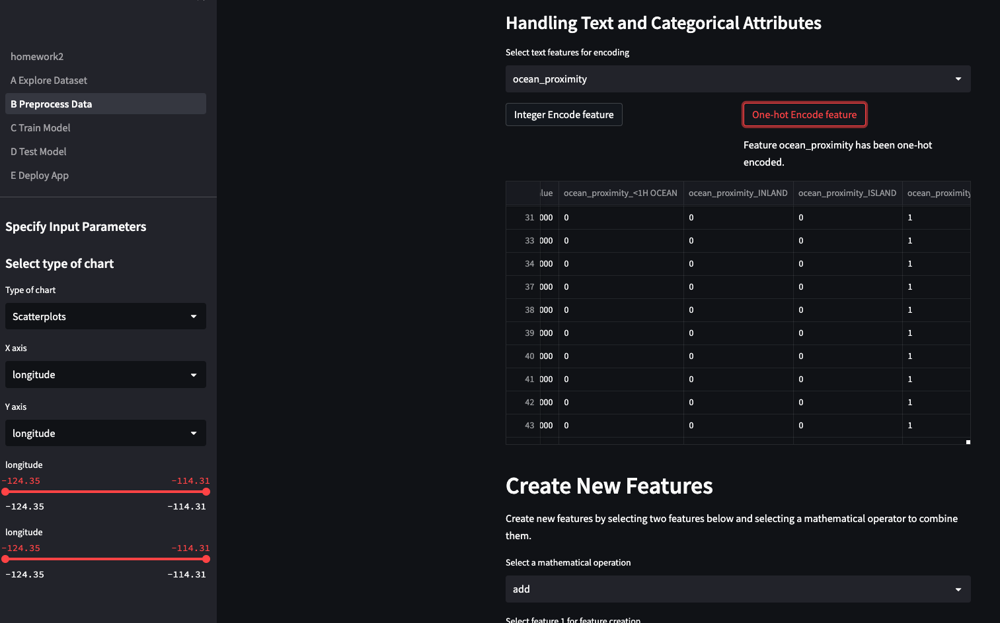 homework2
A Explore Dataset
B Preprocess Data
C Train Model
D Test Model
E Deploy App
Specify Input Parameters
Select type of chart
Type of chart
Scatterplots
X axis
longitude
Y axis
longitude
longitude
-124.35 -114.31
-124.35 -114.31
longitude
-124.35 -114.31
-124.35 -114.31
Handling Text and Categorical Attributes
Select text features for encoding
ocean_proximity
Integer Encode feature One-hot Encode feature
Feature ocean_proximity has been one-hot
encoded.
lue ocean_proximity_<1H OCEAN ocean_proximity_INLAND ocean_proximity_ISLAND ocean_proximity
31 000 0 0 0 1
33 000 0 0 0 1
34 000 0 0 0 1
37 000 0 0 0 1
38 000 0 0 0 1
39 000 0 0 0 1
40 000 0 0 0 1
41 000 0 0 0 1
42 000 0 0 0 1
43 000 0 0 0 1
Create New Features
Create new features by selecting two features below and selecting a mathematical operator to combine
them.
Select a mathematical operation
add
Select feature 1 for feature creation